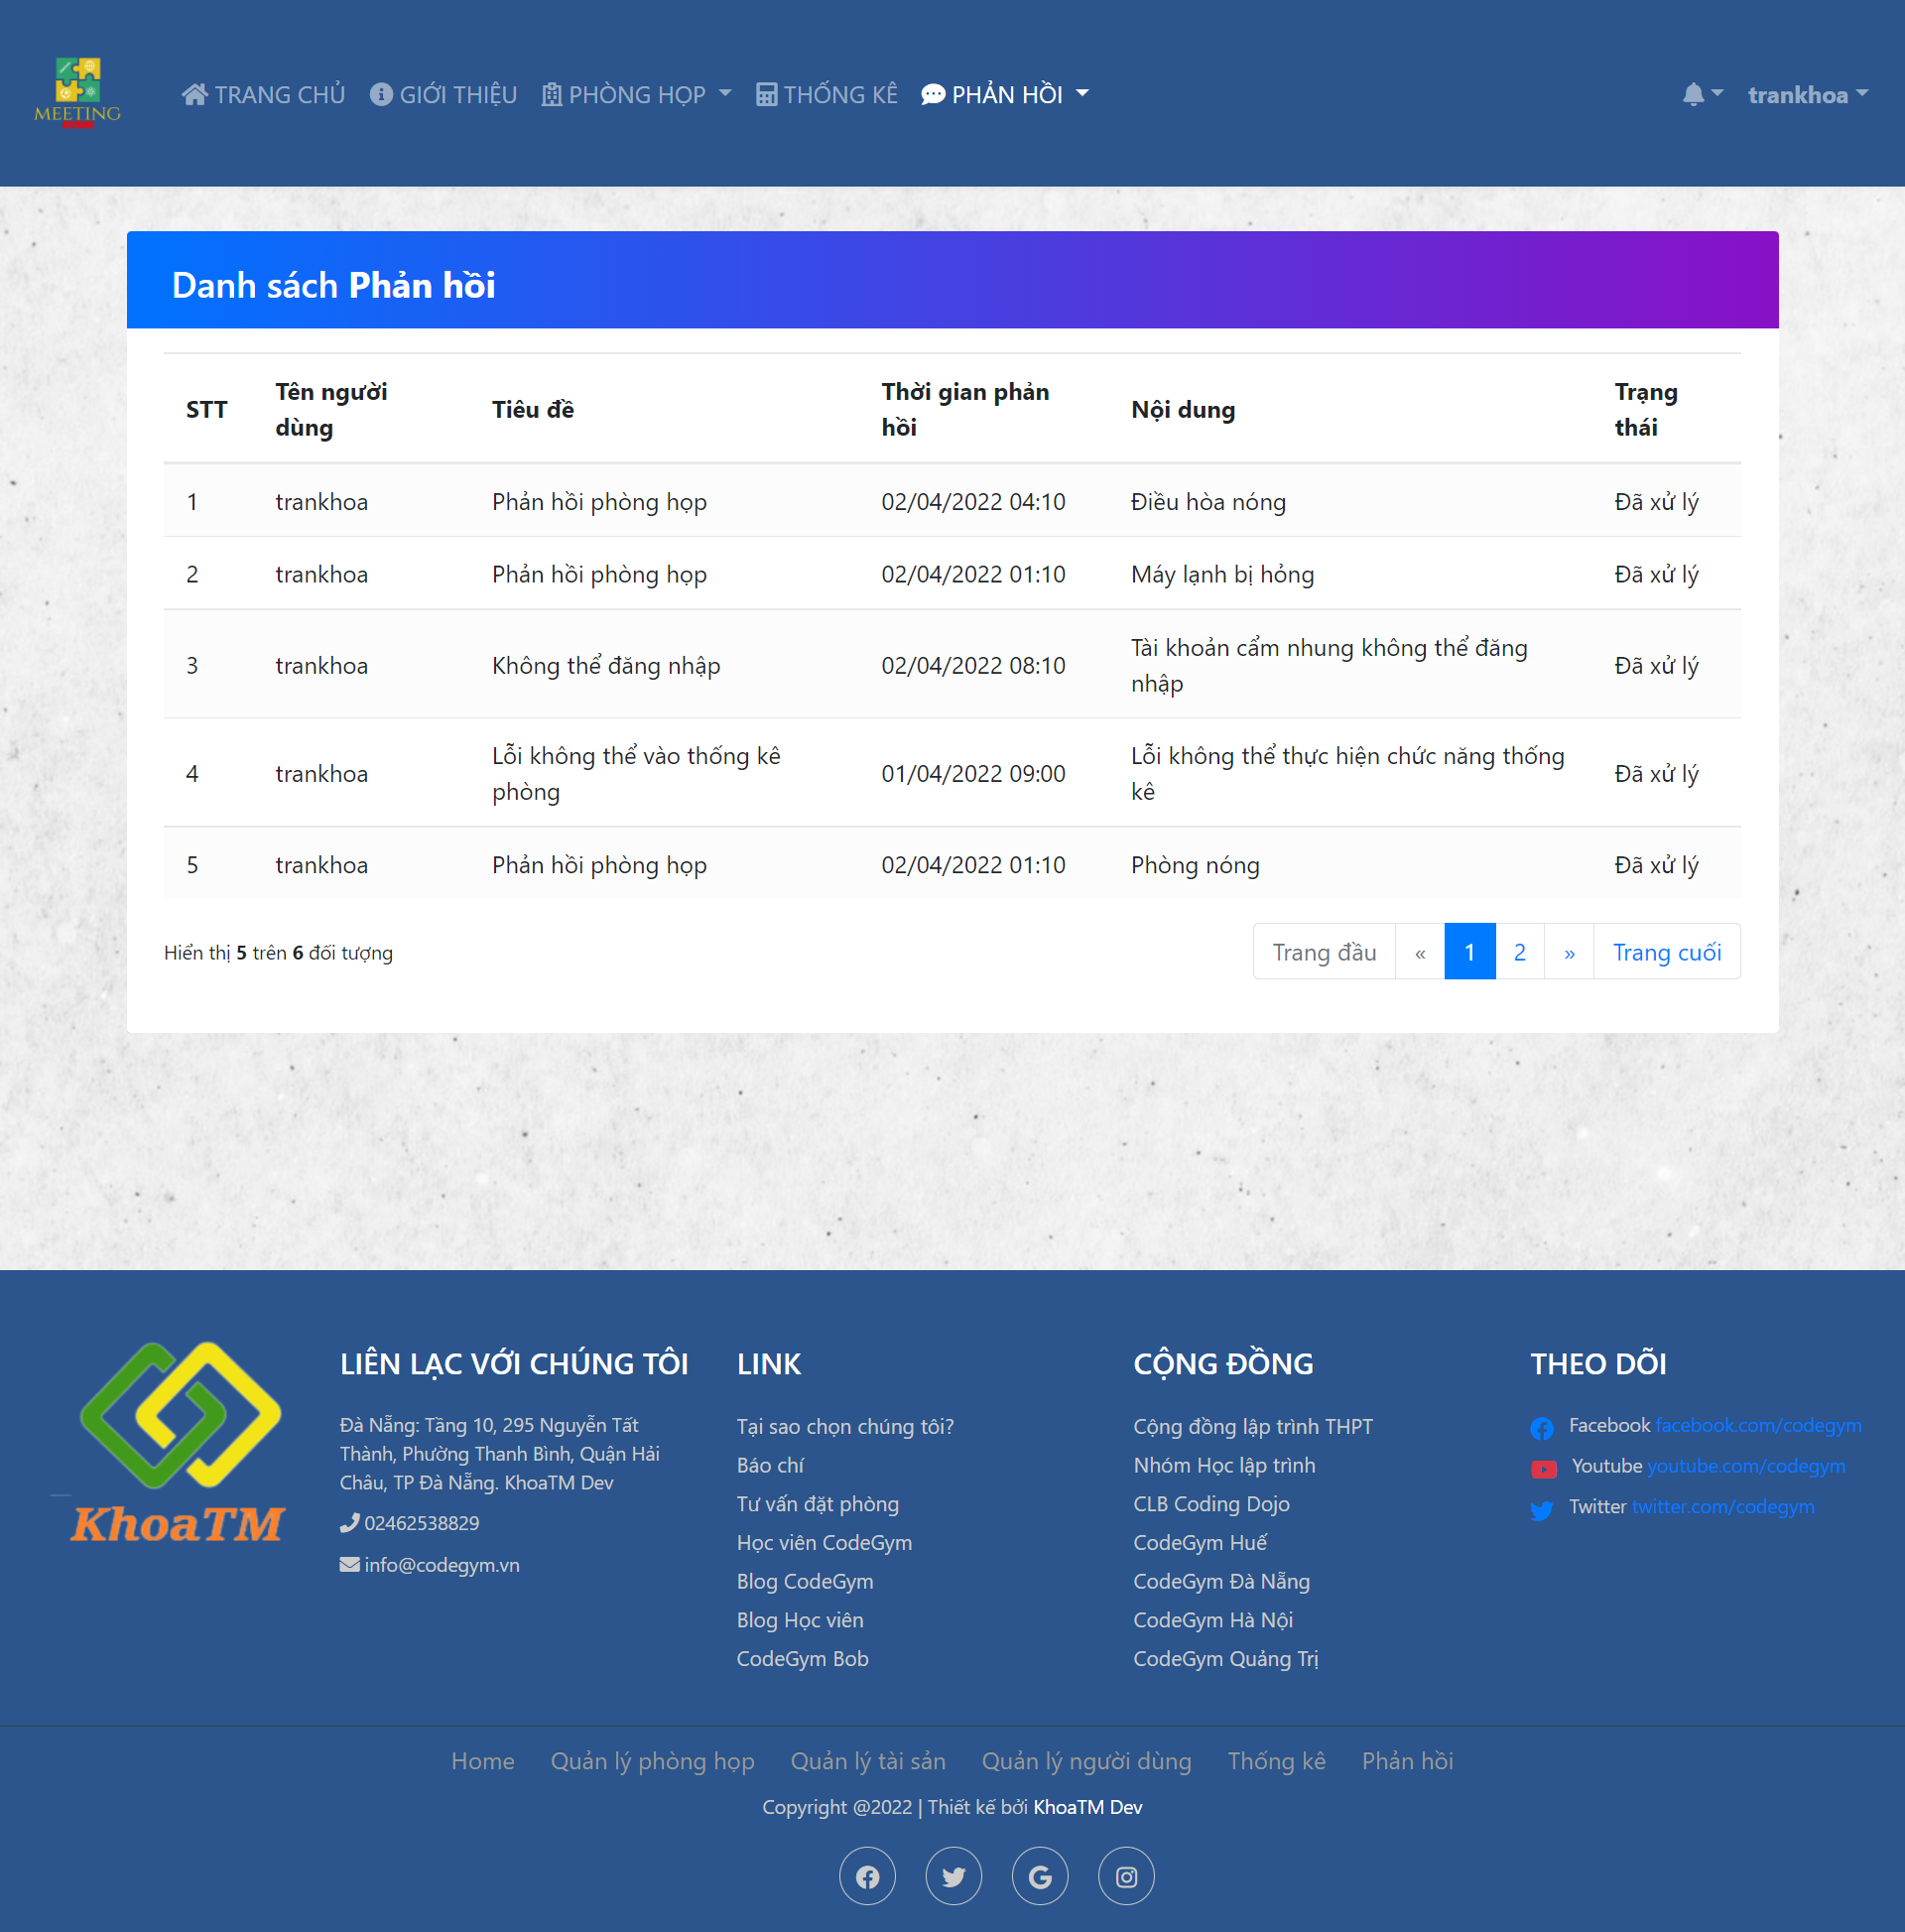 MEETING
TRANG CHỦ GIỚI THIỆU PHÒNG HỌP THỐNG KÊ PHẢN HỒI trankhoa
Danh sách Phản hồi
STT Tên người dùng Tiêu đề Thời gian phản hồi Nội dung Trạng thái
1 trankhoa Phản hồi phòng họp 02/04/2022 04:10 Điều hòa nóng Đã xử lý
2 trankhoa Phản hồi phòng họp 02/04/2022 01:10 Máy lạnh bị hỏng Đã xử lý
3 trankhoa Không thể đăng nhập 02/04/2022 08:10 Tài khoản cẩm nhung không thể đăng nhập Đã xử lý
4 trankhoa Lỗi không thể vào thống kê phòng 01/04/2022 09:00 Lỗi không thể thực hiện chức năng thống kê Đã xử lý
5 trankhoa Phản hồi phòng họp 02/04/2022 01:10 Phòng nóng Đã xử lý
Hiển thị 5 trên 6 đối tượng
Trang đầu « 1 2 » Trang cuối
KhoaTM
LIÊN LẠC VỚI CHÚNG TÔI
Đà Nẵng: Tầng 10, 295 Nguyễn Tất
Thành, Phường Thanh Bình, Quận Hải
Châu, TP Đà Nẵng. KhoaTM Dev
02462538829
info@codegym.vn
LINK
Tại sao chọn chúng tôi?
Báo chí
Tư vấn đặt phòng
Học viên CodeGym
Blog CodeGym
Blog Học viên
CodeGym Bob
CỘNG ĐỒNG
Cộng đồng lập trình THPT
Nhóm Học lập trình
CLB Coding Dojo
CodeGym Huế
CodeGym Đà Nẵng
CodeGym Hà Nội
CodeGym Quảng Trị
THEO DÕI
Facebook facebook.com/codegym
Youtube youtube.com/codegym
Twitter twitter.com/codegym
Home Quản lý phòng họp Quản lý tài sản Quản lý người dùng Thống kê Phản hồi
Copyright @2022 | Thiết kế bởi KhoaTM Dev